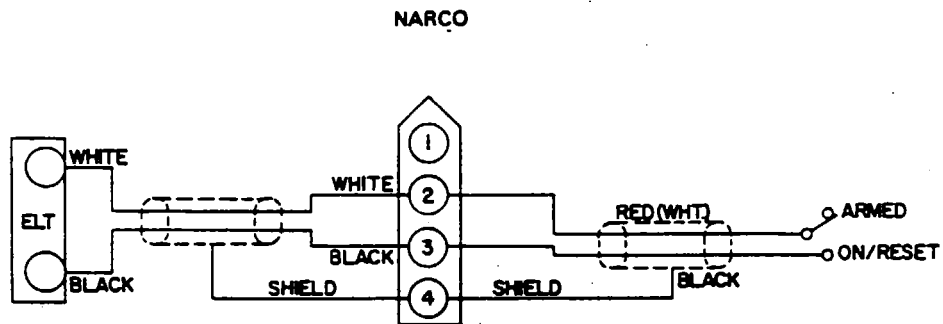 NARCO
1
WHITE
WHITE
2
RED(WHT)
ARMED
ELT
3
ON/RESET
BLACK
BLACK
BLACK
SHIELD
4
SHIELD